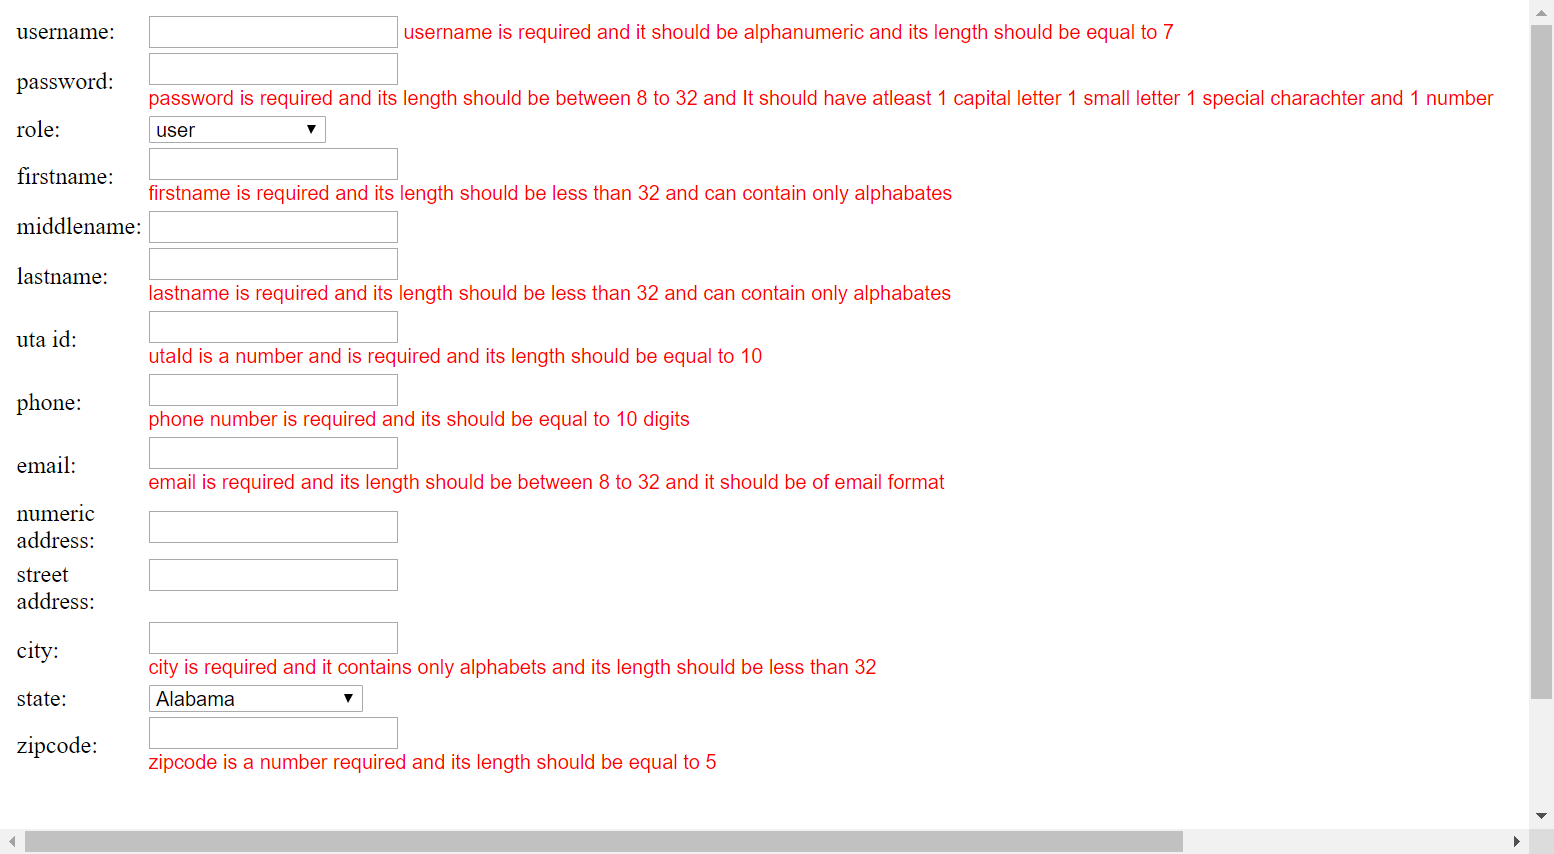 username: username is required and it should be alphanumeric and its length should be equal to 7
password:
password is required and its length should be between 8 to 32 and It should have atleast 1 capital letter 1 small letter 1 special charachter and 1 number
role: user
firstname:
firstname is required and its length should be less than 32 and can contain only alphabates
middlename:
lastname:
lastname is required and its length should be less than 32 and can contain only alphabates
uta id:
utaId is a number and is required and its length should be equal to 10
phone:
phone number is required and its should be equal to 10 digits
email:
email is required and its length should be between 8 to 32 and it should be of email format
numeric
address:
street
address:
city:
city is required and it contains only alphabets and its length should be less than 32
state: Alabama
zipcode:
zipcode is a number required and its length should be equal to 5